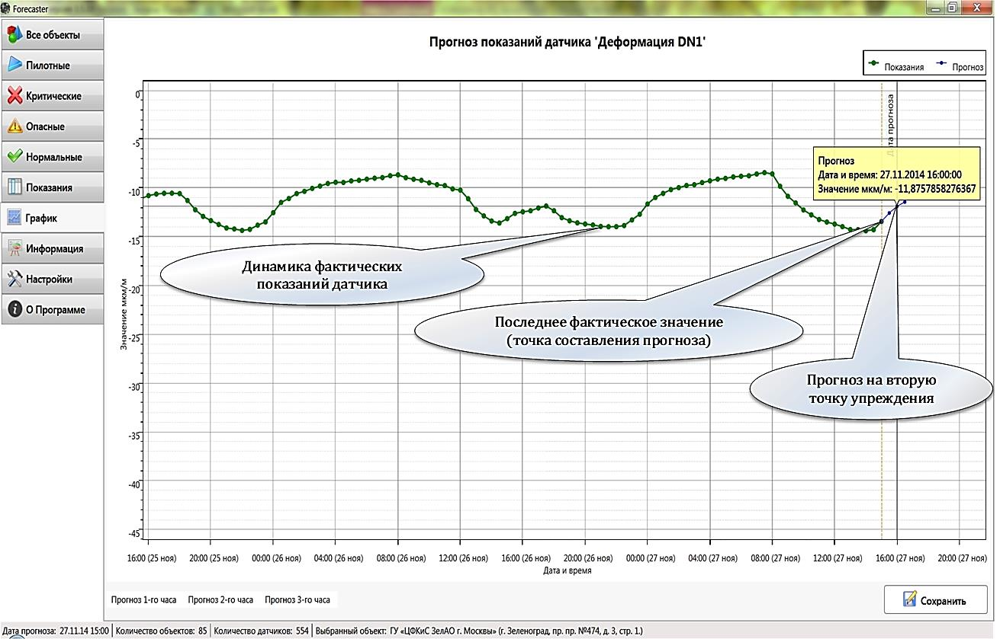 Forecaster
Все объекты
Пилотные
Критические
Опасные
Нормальные
Показания
График
Информация
Настройки
О Программе
Прогноз показаний датчика 'Деформация DN1'
Показания
Прогноз
0
-5
-10
-15
-20
-25
-30
-35
-40
-45
Значение мкм/м
прогноза
Прогноз
Дата и время: 27.11.2014 16:00:00
Значение мкм/м: -11,8757858276367
Динамика фактических
показаний датчика
Последнее фактическое значение
(точка составления прогноза)
Прогноз на вторую
точку упреждения
16:00 (25 ноя)
20:00 (25 ноя)
00:00 (26 ноя)
04:00 (26 ноя)
08:00 (26 ноя)
12:00 (26 ноя)
16:00 (26 ноя)
20:00 (26 ноя)
00:00 (27 ноя)
04:00 (27 ноя)
08:00 (27 ноя)
12:00 (27 ноя)
16:00 (27 ноя)
20:00 (27 ноя)
Дата и время
Прогноз 1-го часа
Прогноз 2-го часа
Прогноз 3-го часа
Сохранить
Дата прогноза: 27.11.14 15:00
Количество объектов: 85
Количество датчиков: 554
Выбранный объект: ГУ «ЦФКиС ЗелАО г. Москвы» (г. Зеленоград, пр. пр. №474, д. 3, стр. 1.)